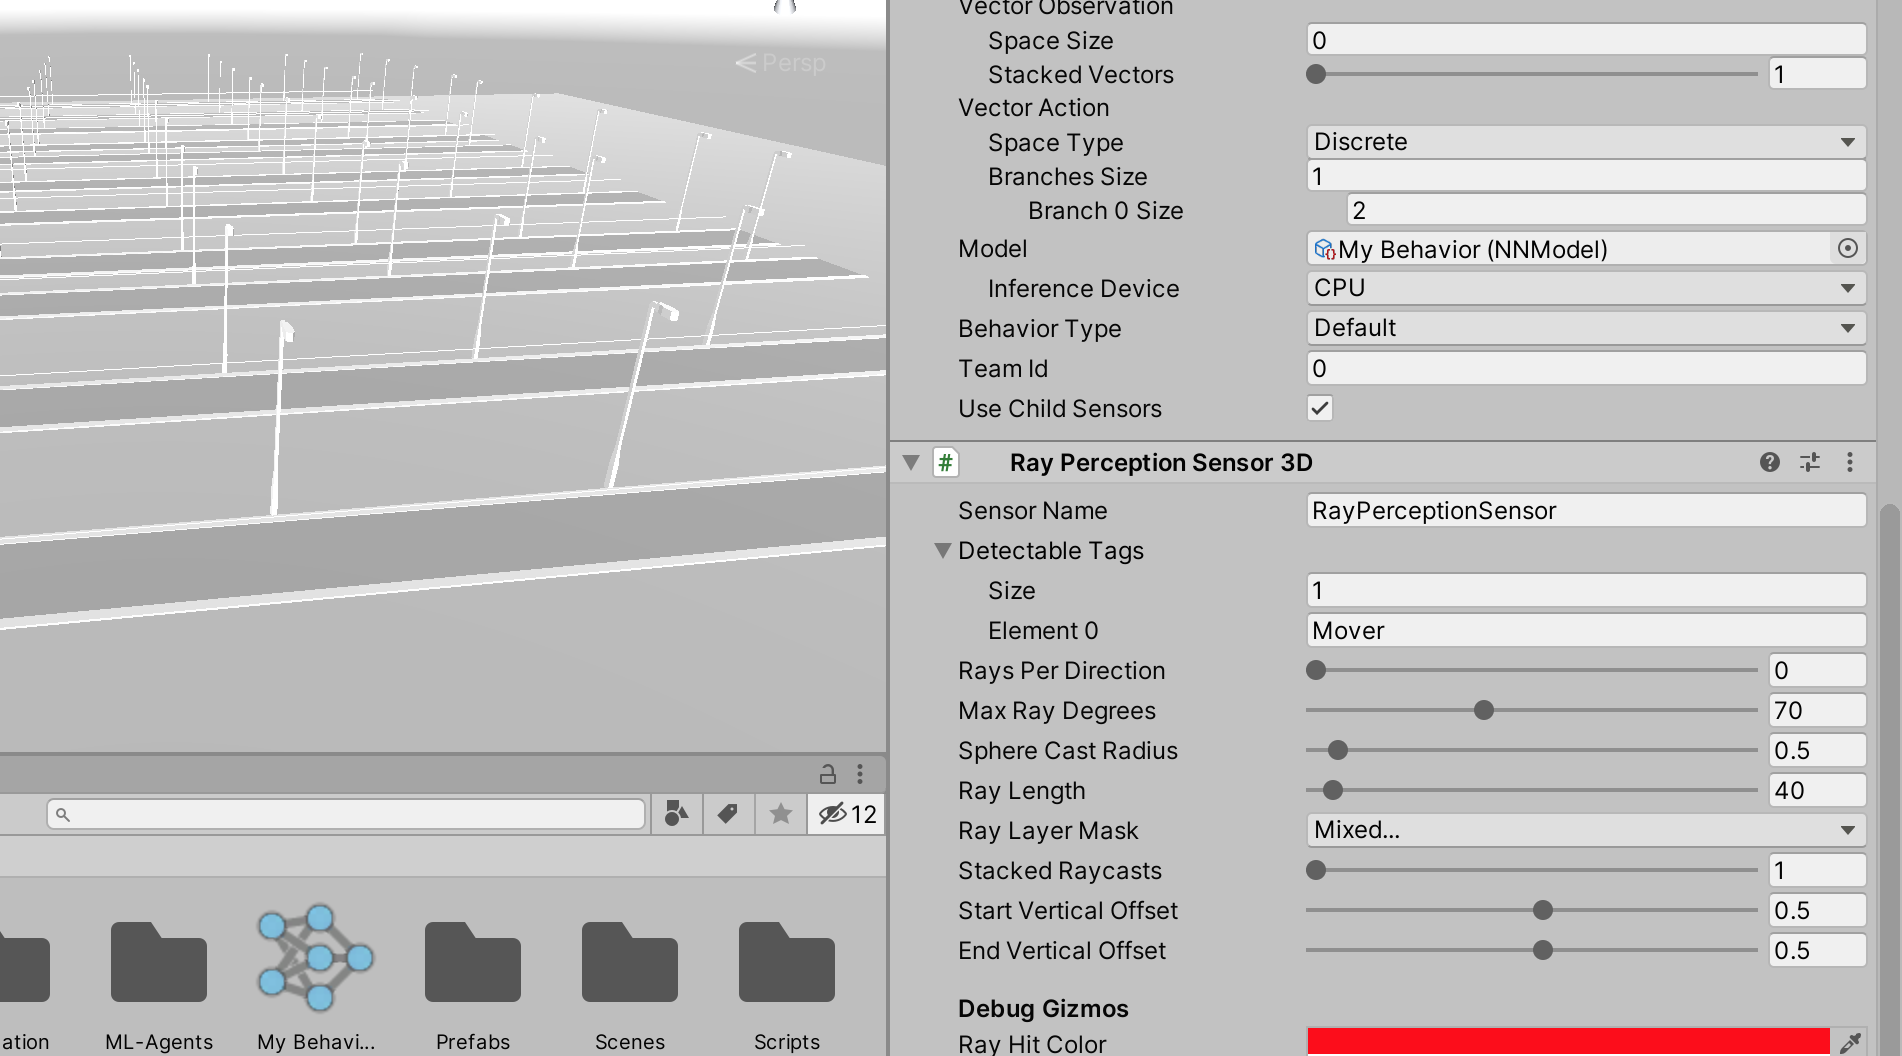 Vector Observation
Space Size 0
Stacked Vectors 1
Vector Action
Space Type Discrete
Branches Size 1
Branch 0 Size 2
Model My Behavior (NNModel)
Inference Device CPU
Behavior Type Default
Team Id 0
Use Child Sensors
# Ray Perception Sensor 3D
Sensor Name RayPerceptionSensor
Detectable Tags
Size 1
Element 0 Mover
Rays Per Direction 0
Max Ray Degrees 70
Sphere Cast Radius 0.5
Ray Length 40
Ray Layer Mask Mixed...
Stacked Raycasts 1
Start Vertical Offset 0.5
End Vertical Offset 0.5
Debug Gizmos
Ray Hit Color
Persp
12
ation ML-Agents My Behavi... Prefabs Scenes Scripts